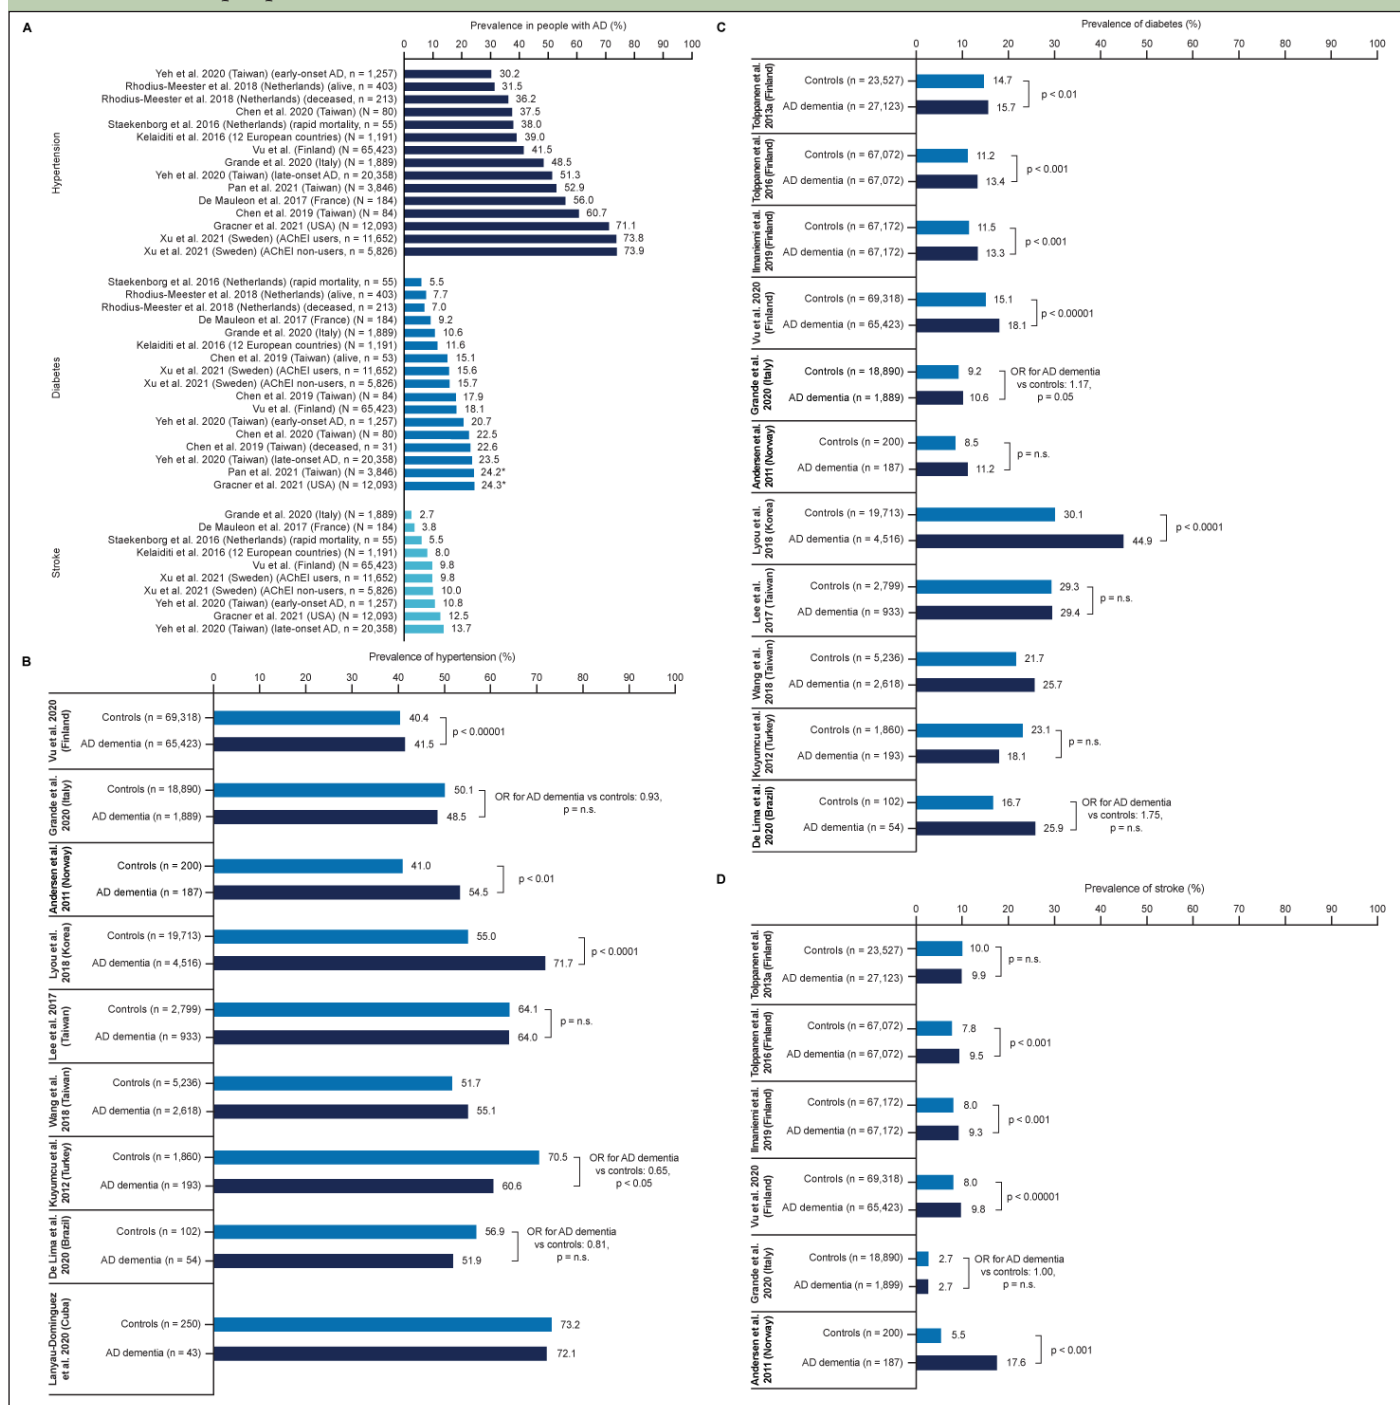 A
Prevalence in people with AD (%)
0 10 20 30 40 50 60 70 80 90 100
Hypertension
Yeh et al. 2020 (Taiwan) (early-onset AD, n = 1,257) 30.2
Rhodius-Meester et al. 2018 (Netherlands) (alive, n = 403) 31.5
Rhodius-Meester et al. 2018 (Netherlands) (deceased, n = 213) 36.2
Chen et al. 2020 (Taiwan) (N = 80) 37.5
Staekenborg et al. 2016 (Netherlands) (rapid mortality, n = 55) 38.0
Kelaiditi et al. 2016 (12 European countries) (N = 1,191) 39.0
Vu et al. (Finland) (N = 65,423) 41.5
Grande et al. 2020 (Italy) (N = 1,889) 48.5
Yeh et al. 2020 (Taiwan) (late-onset AD, n = 20,358) 51.3
Pan et al. 2021 (Taiwan) (N = 3,846) 52.9
De Mauleon et al. 2017 (France) (N = 184) 56.0
Chen et al. 2019 (Taiwan) (N = 84) 60.7
Gracner et al. 2021 (USA) (N = 12,093) 71.1
Xu et al. 2021 (Sweden) (AChEI users, n = 11,652) 73.8
Xu et al. 2021 (Sweden) (AChEI non-users, n = 5,826) 73.9
Diabetes
Staekenborg et al. 2016 (Netherlands) (rapid mortality, n = 55) 5.5
Rhodius-Meester et al. 2018 (Netherlands) (alive, n = 403) 7.7
Rhodius-Meester et al. 2018 (Netherlands) (deceased, n = 213) 7.0
De Mauleon et al. 2017 (France) (N = 184) 9.2
Grande et al. 2020 (Italy) (N = 1,889) 10.6
Kelaiditi et al. 2016 (12 European countries) (N = 1,191) 11.6
Chen et al. 2019 (Taiwan) (alive, n = 53) 15.1
Xu et al. 2021 (Sweden) (AChEI users, n = 11,652) 15.6
Xu et al. 2021 (Sweden) (AChEI non-users, n = 5,826) 15.7
Chen et al. 2019 (Taiwan) (N = 84) 17.9
Vu et al. (Finland) (N = 65,423) 18.1
Yeh et al. 2020 (Taiwan) (early-onset AD, n = 1,257) 20.7
Chen et al. 2020 (Taiwan) (N = 80) 22.5
Chen et al. 2019 (Taiwan) (deceased, n = 31) 22.6
Yeh et al. 2020 (Taiwan) (late-onset AD, n = 20,358) 23.5
Pan et al. 2021 (Taiwan) (N = 3,846) 24.2*
Gracner et al. 2021 (USA) (N = 12,093) 24.3*
Stroke
Grande et al. 2020 (Italy) (N = 1,889) 2.7
De Mauleon et al. 2017 (France) (N = 184) 3.8
Staekenborg et al. 2016 (Netherlands) (rapid mortality, n = 55) 5.5
Kelaiditi et al. 2016 (12 European countries) (N = 1,191) 8.0
Vu et al. (Finland) (N = 65,423) 9.8
Xu et al. 2021 (Sweden) (AChEI users, n = 11,652) 9.8
Xu et al. 2021 (Sweden) (AChEI non-users, n = 5,826) 10.0
Yeh et al. 2020 (Taiwan) (early-onset AD, n = 1,257) 10.8
Gracner et al. 2021 (USA) (N = 12,093) 12.5
Yeh et al. 2020 (Taiwan) (late-onset AD, n = 20,358) 13.7
B
Prevalence of hypertension (%)
0 10 20 30 40 50 60 70 80 90 100
Vu et al. 2020
(Finland)
Controls (n = 69,318) 40.4
AD dementia (n = 65,423) 41.5
p < 0.00001
Grande et al.
2020 (Italy)
Controls (n = 18,890) 50.1
AD dementia (n = 1,889) 48.5
OR for AD dementia vs controls: 0.93,
p = n.s.
Andersen et al.
2011 (Norway)
Controls (n = 200) 41.0
AD dementia (n = 187) 54.5
p < 0.01
Lyou et al.
2018 (Korea)
Controls (n = 19,713) 55.0
AD dementia (n = 4,516) 71.7
p < 0.0001
Lee et al. 2017
(Taiwan)
Controls (n = 2,799) 64.1
AD dementia (n = 933) 64.0
p = n.s.
Wang et al.
2018 (Taiwan)
Controls (n = 5,236) 51.7
AD dementia (n = 2,618) 55.1
Kuyumcu et al.
2012 (Turkey)
Controls (n = 1,860) 70.5
AD dementia (n = 193) 60.6
OR for AD dementia
vs controls: 0.65,
p < 0.05
De Lima et al.
2020 (Brazil)
Controls (n = 102) 56.9
AD dementia (n = 54) 51.9
OR for AD dementia
vs controls: 0.81,
p = n.s.
Lanyau-Dominguez
et al. 2020 (Cuba)
Controls (n = 250) 73.2
AD dementia (n = 43) 72.1
C
Prevalence of diabetes (%)
0 10 20 30 40 50 60 70 80 90 100
Tolppanen et al.
2013a (Finland)
Controls (n = 23,527) 14.7
AD dementia (n = 27,123) 15.7
p < 0.01
Tolppanen et al.
2016 (Finland)
Controls (n = 67,072) 11.2
AD dementia (n = 67,072) 13.4
p < 0.001
Ilmaniemi et al.
2019 (Finland)
Controls (n = 67,172) 11.5
AD dementia (n = 67,172) 13.3
p < 0.001
Vu et al. 2020
(Finland)
Controls (n = 69,318) 15.1
AD dementia (n = 65,423) 18.1
p < 0.00001
Grande et al.
2020 (Italy)
Controls (n = 18,890) 9.2
AD dementia (n = 1,889) 10.6
OR for AD dementia
vs controls: 1.17,
p = 0.05
Andersen et al.
2011 (Norway)
Controls (n = 200) 8.5
AD dementia (n = 187) 11.2
p = n.s.
Lyou et al.
2018 (Korea)
Controls (n = 19,713) 30.1
AD dementia (n = 4,516) 44.9
p < 0.0001
Lee et al.
2017 (Taiwan)
Controls (n = 2,799) 29.3
AD dementia (n = 933) 29.4
p = n.s.
Wang et al.
2018 (Taiwan)
Controls (n = 5,236) 21.7
AD dementia (n = 2,618) 25.7
Kuyumcu et al.
2012 (Turkey)
Controls (n = 1,860) 23.1
AD dementia (n = 193) 18.1
p = n.s.
De Lima et al.
2020 (Brazil)
Controls (n = 102) 16.7
AD dementia (n = 54) 25.9
OR for AD dementia
vs controls: 1.75,
p = n.s.
D
Prevalence of stroke (%)
0 10 20 30 40 50 60 70 80 90 100
Tolppanen et al.
2013a (Finland)
Controls (n = 23,527) 10.0
AD dementia (n = 27,123) 9.9
p = n.s.
Tolppanen et al.
2016 (Finland)
Controls (n = 67,072) 7.8
AD dementia (n = 67,072) 9.5
p < 0.001
Ilmaniemi et al.
2019 (Finland)
Controls (n = 67,172) 8.0
AD dementia (n = 67,172) 9.3
p < 0.001
Vu et al. 2020
(Finland)
Controls (n = 69,318) 8.0
AD dementia (n = 65,423) 9.8
p < 0.00001
Grande et al.
2020 (Italy)
Controls (n = 18,890) 2.7
AD dementia (n = 1,899) 2.7
OR for AD dementia
vs controls: 1.00,
p = n.s.
Andersen et al.
2011 (Norway)
Controls (n = 200) 5.5
AD dementia (n = 187) 17.6
p < 0.001